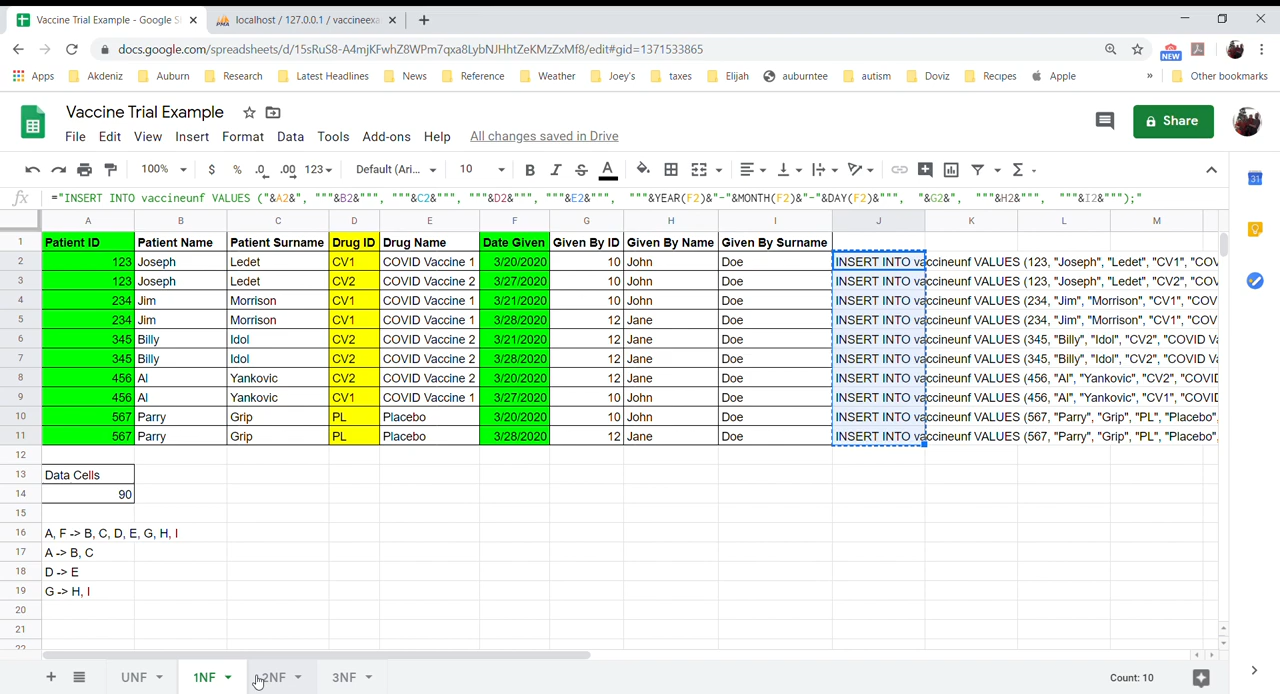 Vaccine Trial Example - Google S
localhost / 127.0.0.1 / vaccineexa
docs.google.com/spreadsheets/d/15sRuS8-A4mjKFwhZ8WPm7qxa8LybNJHhtZeKMzZxMf8/edit#gid=1371533865
NEW
Apps Akdeniz Auburn Research Latest Headlines News Reference Weather Joey's taxes Elijah auburntee autism Doviz Recipes Apple » Other bookmarks
Vaccine Trial Example
File Edit View Insert Format Data Tools Add-ons Help All changes saved in Drive
Share
100% $ % .0 .00 123 Default (Ari... 10 B I S A
31
fx ="INSERT INTO vaccineunf VALUES ("&A2&", """&B2&""", """&C2&""", """&D2&""", """&E2&""", """&YEAR(F2)&"-"&MONTH(F2)&"-"&DAY(F2)&""", "&G2&", """&H2&""", """&I2&""");"
A B C D E F G H I J K L M
1 Patient ID Patient Name Patient Surname Drug ID Drug Name Date Given Given By ID Given By Name Given By Surname
2 123 Joseph Ledet CV1 COVID Vaccine 1 3/20/2020 10 John Doe INSERT INTO vaccineunf VALUES (123, "Joseph", "Ledet", "CV1", "COV
3 123 Joseph Ledet CV2 COVID Vaccine 2 3/27/2020 10 John Doe INSERT INTO vaccineunf VALUES (123, "Joseph", "Ledet", "CV2", "COV
4 234 Jim Morrison CV1 COVID Vaccine 1 3/21/2020 10 John Doe INSERT INTO vaccineunf VALUES (234, "Jim", "Morrison", "CV1", "COV
5 234 Jim Morrison CV1 COVID Vaccine 1 3/28/2020 12 Jane Doe INSERT INTO vaccineunf VALUES (234, "Jim", "Morrison", "CV1", "COV
6 345 Billy Idol CV2 COVID Vaccine 2 3/21/2020 12 Jane Doe INSERT INTO vaccineunf VALUES (345, "Billy", "Idol", "CV2", "COVID Va
7 345 Billy Idol CV2 COVID Vaccine 2 3/28/2020 12 Jane Doe INSERT INTO vaccineunf VALUES (345, "Billy", "Idol", "CV2", "COVID Va
8 456 Al Yankovic CV2 COVID Vaccine 2 3/20/2020 12 Jane Doe INSERT INTO vaccineunf VALUES (456, "Al", "Yankovic", "CV2", "COVID
9 456 Al Yankovic CV1 COVID Vaccine 1 3/27/2020 10 John Doe INSERT INTO vaccineunf VALUES (456, "Al", "Yankovic", "CV1", "COVID
10 567 Parry Grip PL Placebo 3/20/2020 10 John Doe INSERT INTO vaccineunf VALUES (567, "Parry", "Grip", "PL", "Placebo",
11 567 Parry Grip PL Placebo 3/28/2020 12 Jane Doe INSERT INTO vaccineunf VALUES (567, "Parry", "Grip", "PL", "Placebo",
12
13 Data Cells
14 90
15
16 A, F -> B, C, D, E, G, H, I
17 A -> B, C
18 D -> E
19 G -> H, I
20
21
22
UNF 1NF 2NF 3NF Count: 10